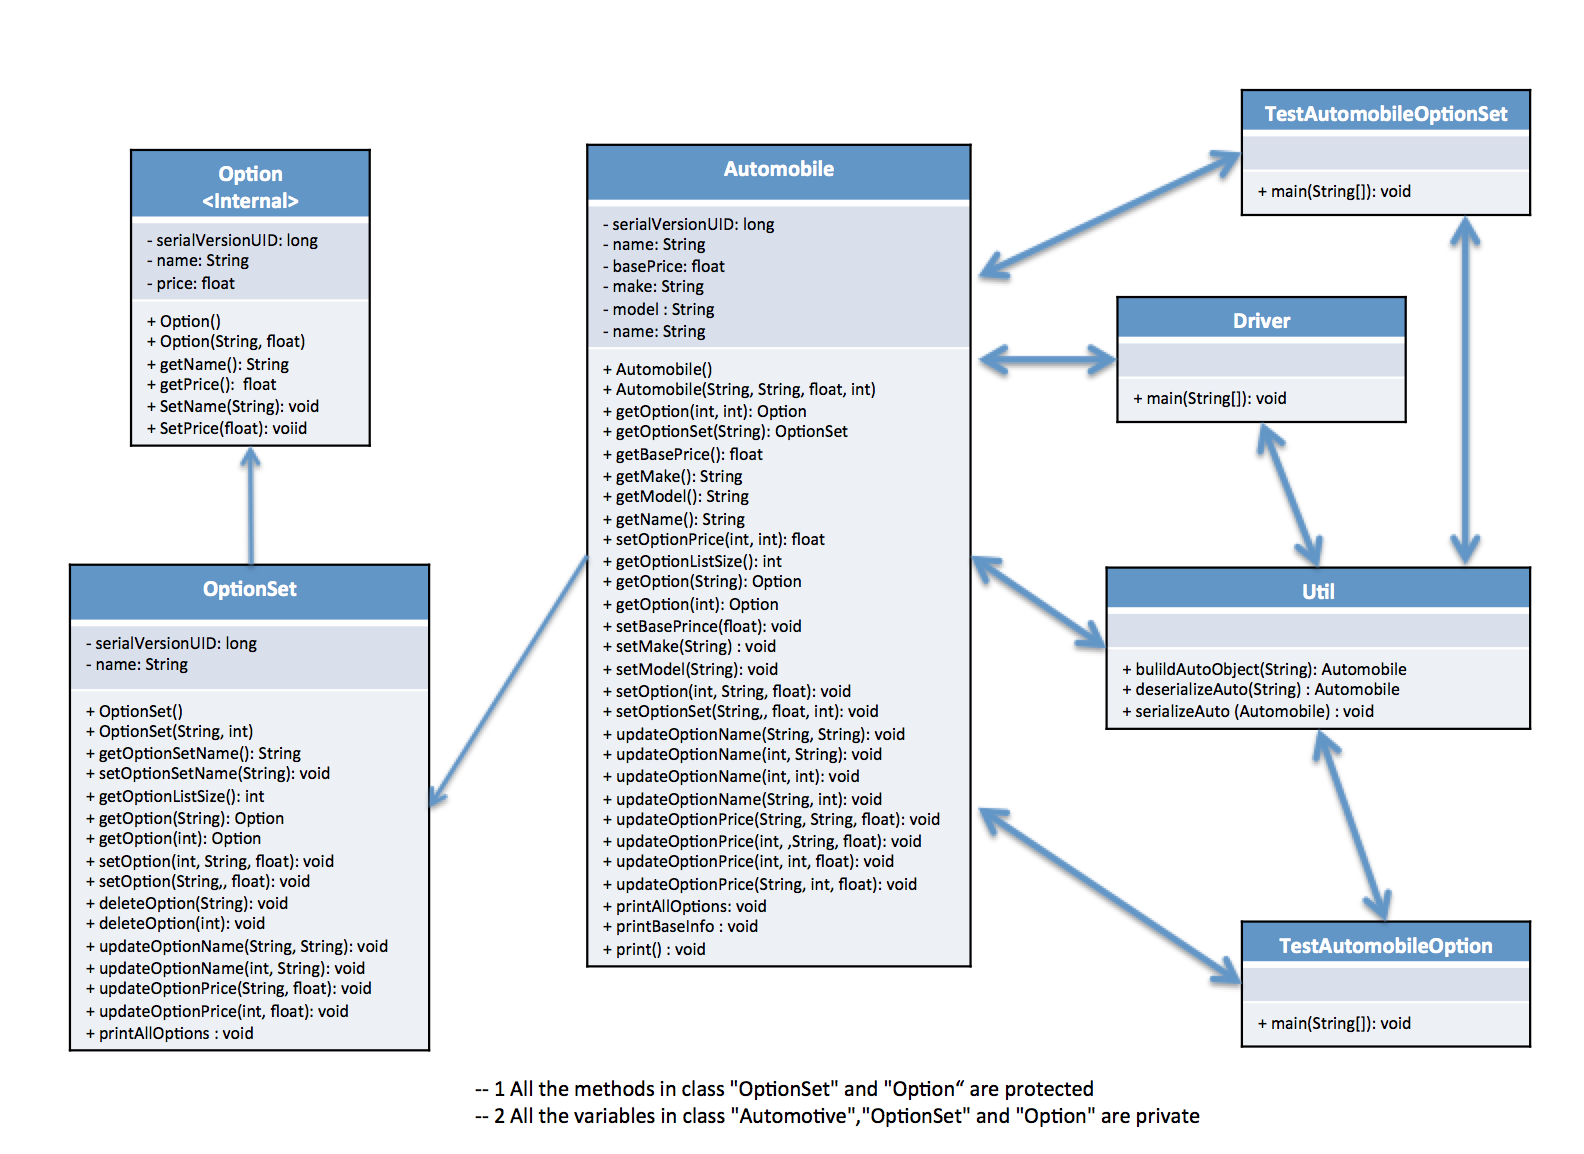 Option
<Internal>
- serialVersionUID: long
- name: String
- price: float
+ Option()
+ Option(String, float)
+ getName(): String
+ getPrice():  float
+ SetName(String): void
+ SetPrice(float): voiid
OptionSet
- serialVersionUID: long
- name: String
+ OptionSet()
+ OptionSet(String, int)
+ getOptionSetName(): String
+ setOptionSetName(String): void
+ getOptionListSize(): int
+ getOption(String): Option
+ getOption(int): Option
+ setOption(int, String, float): void
+ setOption(String,, float): void
+ deleteOption(String): void
+ deleteOption(int): void
+ updateOptionName(String, String): void
+ updateOptionName(int, String): void
+ updateOptionPrice(String, float): void
+ updateOptionPrice(int, float): void
+ printAllOptions : void
Automobile
- serialVersionUID: long
- name: String
- basePrice: float
- make: String
- model : String
- name: String
+ Automobile()
+ Automobile(String, String, float, int)
+ getOption(int, int): Option
+ getOptionSet(String): OptionSet
+ getBasePrice(): float
+ getMake(): String
+ getModel(): String
+ getName(): String
+ setOptionPrice(int, int): float
+ getOptionListSize(): int
+ getOption(String): Option
+ getOption(int): Option
+ setBasePrince(float): void
+ setMake(String) : void
+ setModel(String): void
+ setOption(int, String, float): void
+ setOptionSet(String,, float, int): void
+ updateOptionName(String, String): void
+ updateOptionName(int, String): void
+ updateOptionName(int, int): void
+ updateOptionName(String, int): void
+ updateOptionPrice(String, String, float): void
+ updateOptionPrice(int, ,String, float): void
+ updateOptionPrice(int, int, float): void
+ updateOptionPrice(String, int, float): void
+ printAllOptions: void
+ printBaseInfo : void
+ print() : void
TestAutomobileOptionSet
+ main(String[]): void
Driver
+ main(String[]): void
Util
+ bulildAutoObject(String): Automobile
+ deserializeAuto(String) : Automobile
+ serializeAuto (Automobile) : void
TestAutomobileOption
+ main(String[]): void
-- 1 All the methods in class "OptionSet" and "Option“ are protected
-- 2 All the variables in class "Automotive","OptionSet" and "Option" are private